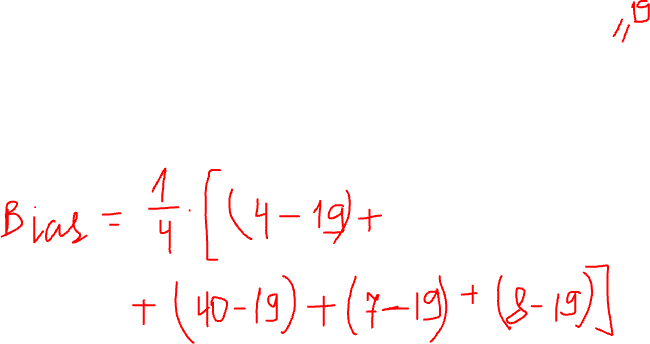 "19
Bias = 1/4 · [(4-19)+
+ (40-19) + (7-19) + (8-19)]